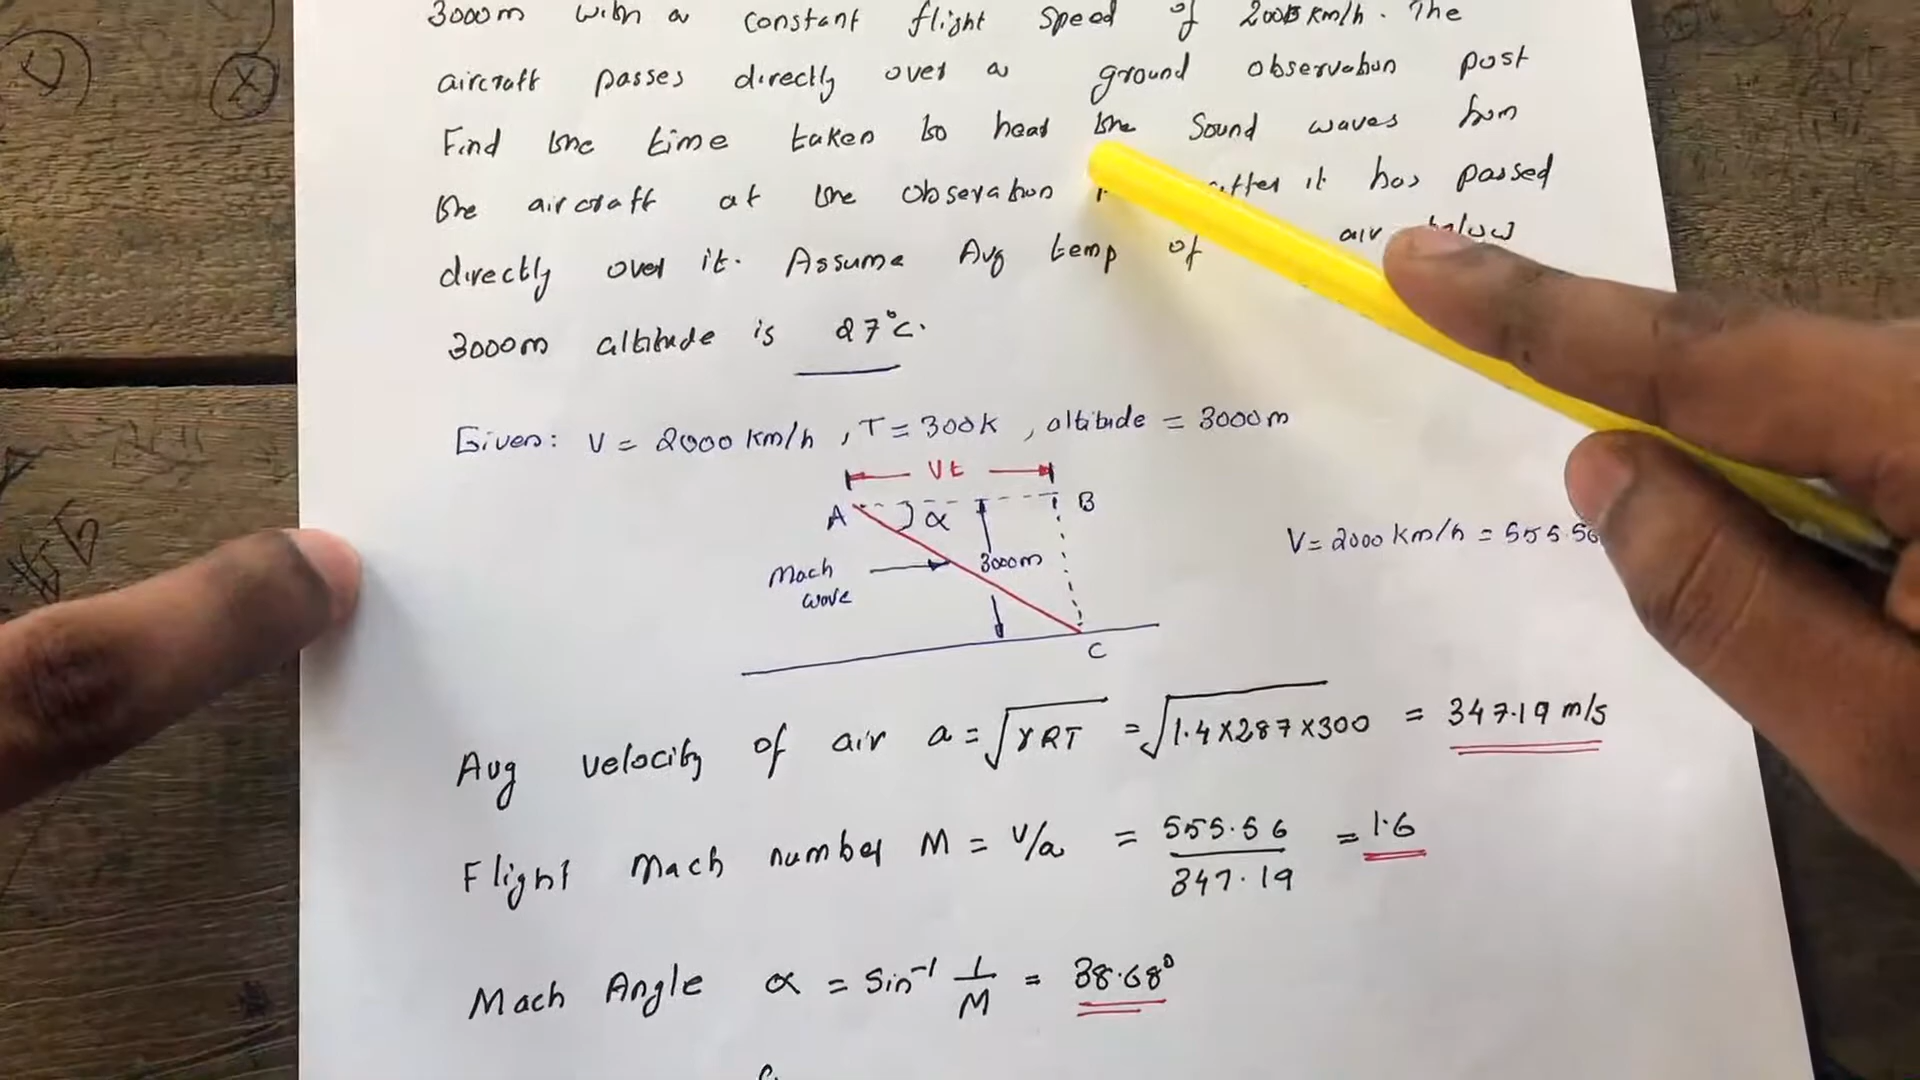 3000m with a constant flight speed of 2000 km/h. The
aircraft passes directly over a ground observation post
Find the time taken to hear the Sound waves from
the aircraft at the observation after it has passed
directly over it. Assume Avg temp of air below
3000m altitude is 27°C.
Given: V = 2000 km/h , T = 300K , altitude = 3000m
Vt
A α B
V = 2000 km/h = 555.56
Mach
wave
3000m
C
Avg velocity of air a = √γRT = √1.4×287×300 = 347.19 m/s
Flight Mach number M = V/a = 555.56 / 347.19 = 1.6
Mach Angle α = Sin⁻¹ 1/M = 38.68°